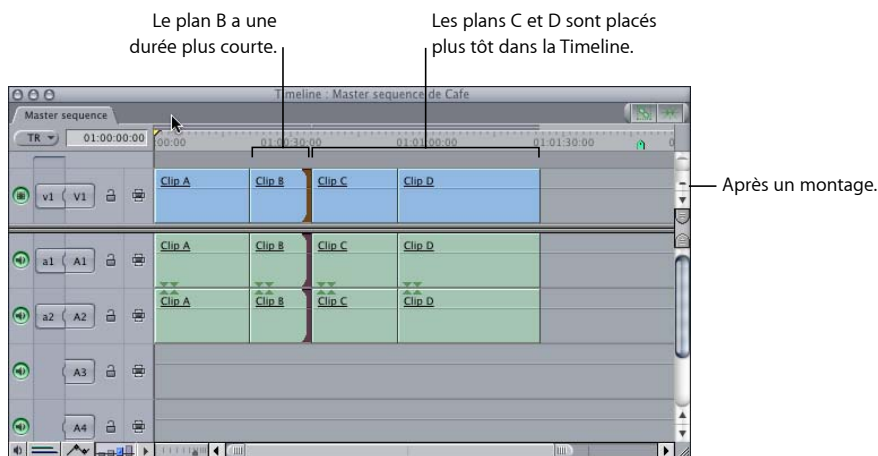 Le plan B a une
durée plus courte.
Les plans C et D sont placés
plus tôt dans la Timeline.
Timeline : Master sequence de Cafe
Master sequence
TR 01:00:00:00 00:00 01:00:30:00 01:01:00:00 01:01:30:00 0
v1 V1 Clip A Clip B Clip C Clip D
Après un montage.
a1 A1 Clip A Clip B Clip C Clip D
a2 A2 Clip A Clip B Clip C Clip D
A3
A4